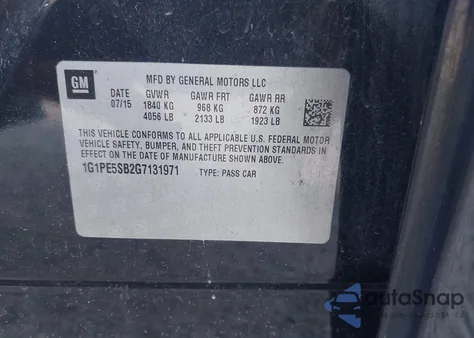 GM
MFD BY GENERAL MOTORS LLC
DATE GVWR GAWR FRT GAWR RR
07/15 1840 KG 968 KG 872 KG
4056 LB 2133 LB 1923 LB
THIS VEHICLE CONFORMS TO ALL APPLICABLE U.S. FEDERAL MOTOR
VEHICLE SAFETY, BUMPER, AND THEFT PREVENTION STANDARDS IN
EFFECT ON THE DATE OF MANUFACTURE SHOWN ABOVE.
1G1PE5SB2G7131971 TYPE: PASS CAR
iautaSnap